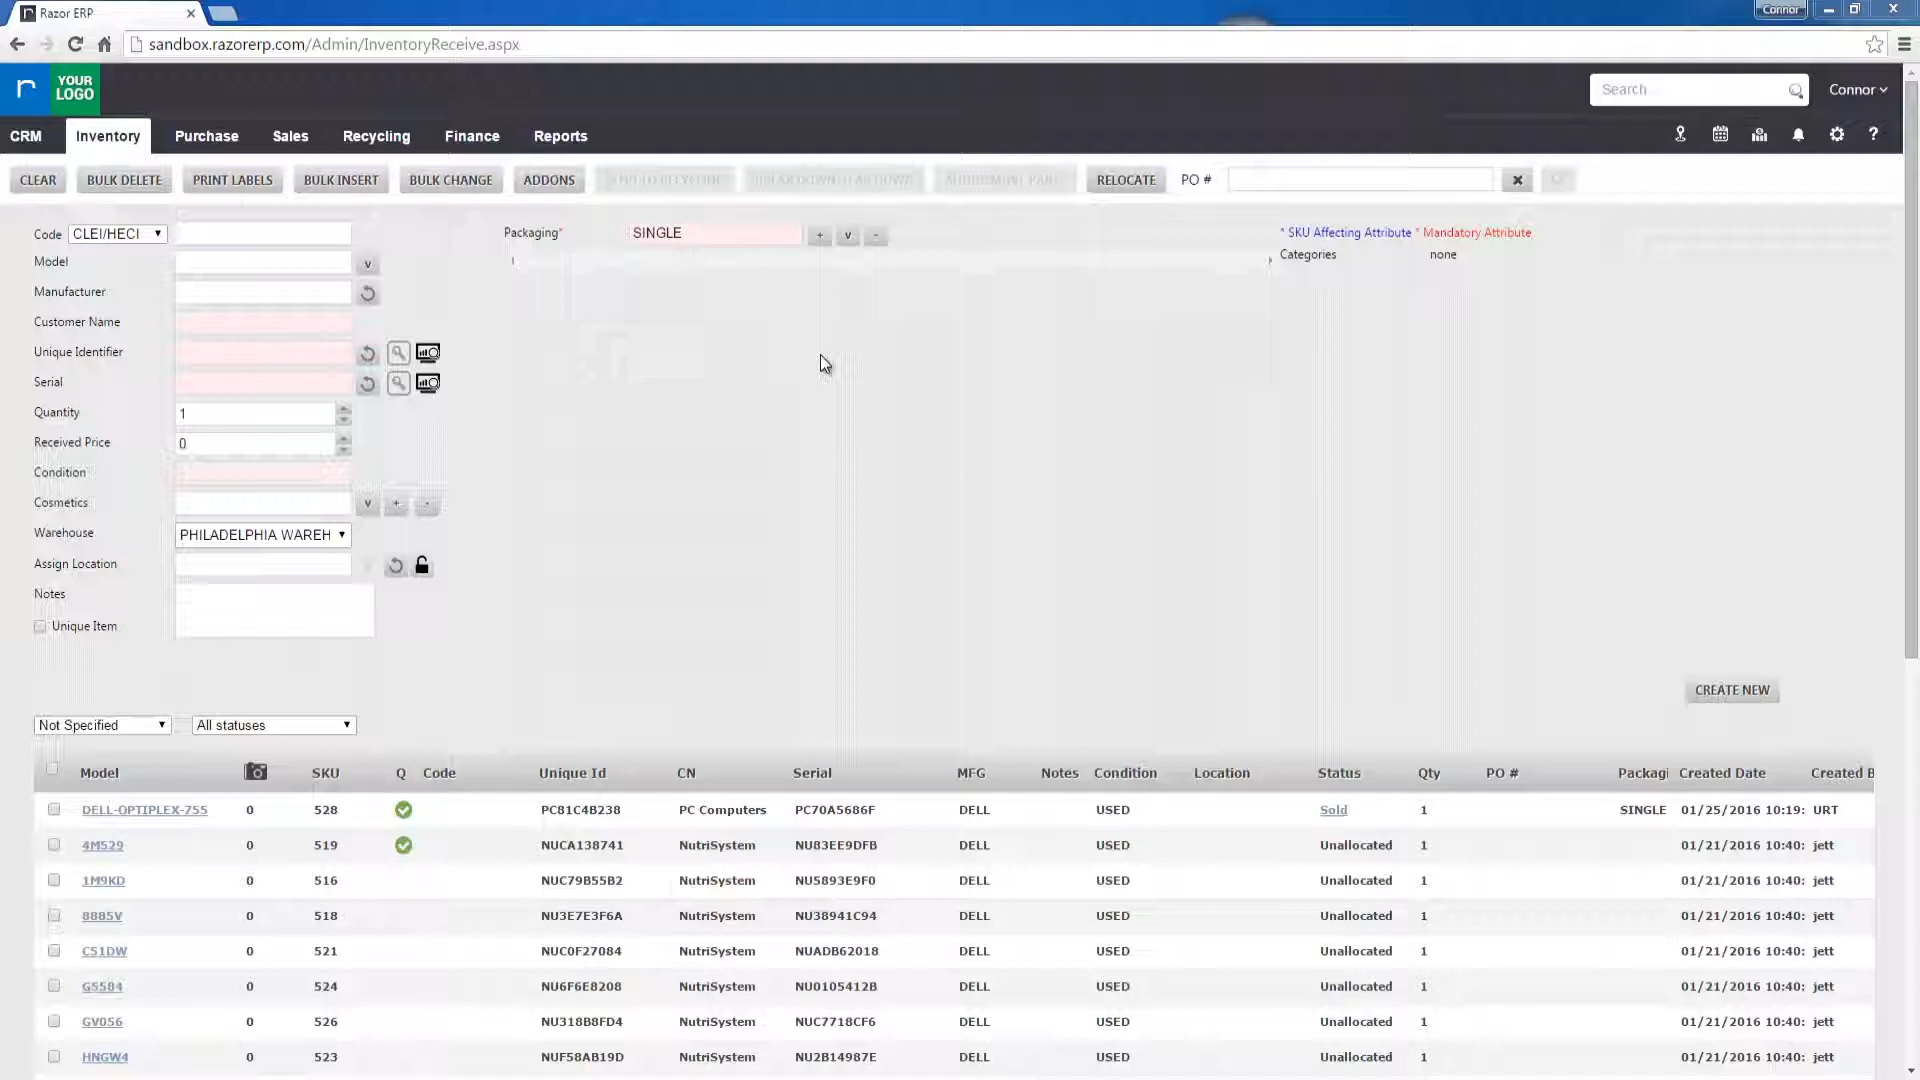 Razor ERP
Connor
sandbox.razorerp.com/Admin/InventoryReceive.aspx
r YOUR LOGO
Search
Connor
CRM Inventory Purchase Sales Recycling Finance Reports
CLEAR BULK DELETE PRINT LABELS BULK INSERT BULK CHANGE ADDONS RELOCATE PO #
Code CLEI/HECI
Packaging* SINGLE + v -
* SKU Affecting Attribute * Mandatory Attribute
Categories none
Model v
Manufacturer
Customer Name
Unique Identifier
Serial
Quantity 1
Received Price 0
Condition
Cosmetics v + -
Warehouse PHILADELPHIA WAREH
Assign Location
Notes
Unique Item
CREATE NEW
Not Specified All statuses
Model SKU Q Code Unique Id CN Serial MFG Notes Condition Location Status Qty PO # Packagi Created Date Created B
DELL-OPTIPLEX-755 0 528 PC81C4B238 PC Computers PC70A5686F DELL USED Sold 1 SINGLE 01/25/2016 10:19: URT
4M529 0 519 NUCA138741 NutriSystem NU83EE9DFB DELL USED Unallocated 1 01/21/2016 10:40: jett
1M9KD 0 516 NUC79B55B2 NutriSystem NU5893E9F0 DELL USED Unallocated 1 01/21/2016 10:40: jett
8885V 0 518 NU3E7E3F6A NutriSystem NU38941C94 DELL USED Unallocated 1 01/21/2016 10:40: jett
C51DW 0 521 NUC0F27084 NutriSystem NUADB62018 DELL USED Unallocated 1 01/21/2016 10:40: jett
G5584 0 524 NU6F6E8208 NutriSystem NU0105412B DELL USED Unallocated 1 01/21/2016 10:40: jett
GV056 0 526 NU318B8FD4 NutriSystem NUC7718CF6 DELL USED Unallocated 1 01/21/2016 10:40: jett
HNGW4 0 523 NUF58AB19D NutriSystem NU2B14987E DELL USED Unallocated 1 01/21/2016 10:40: jett